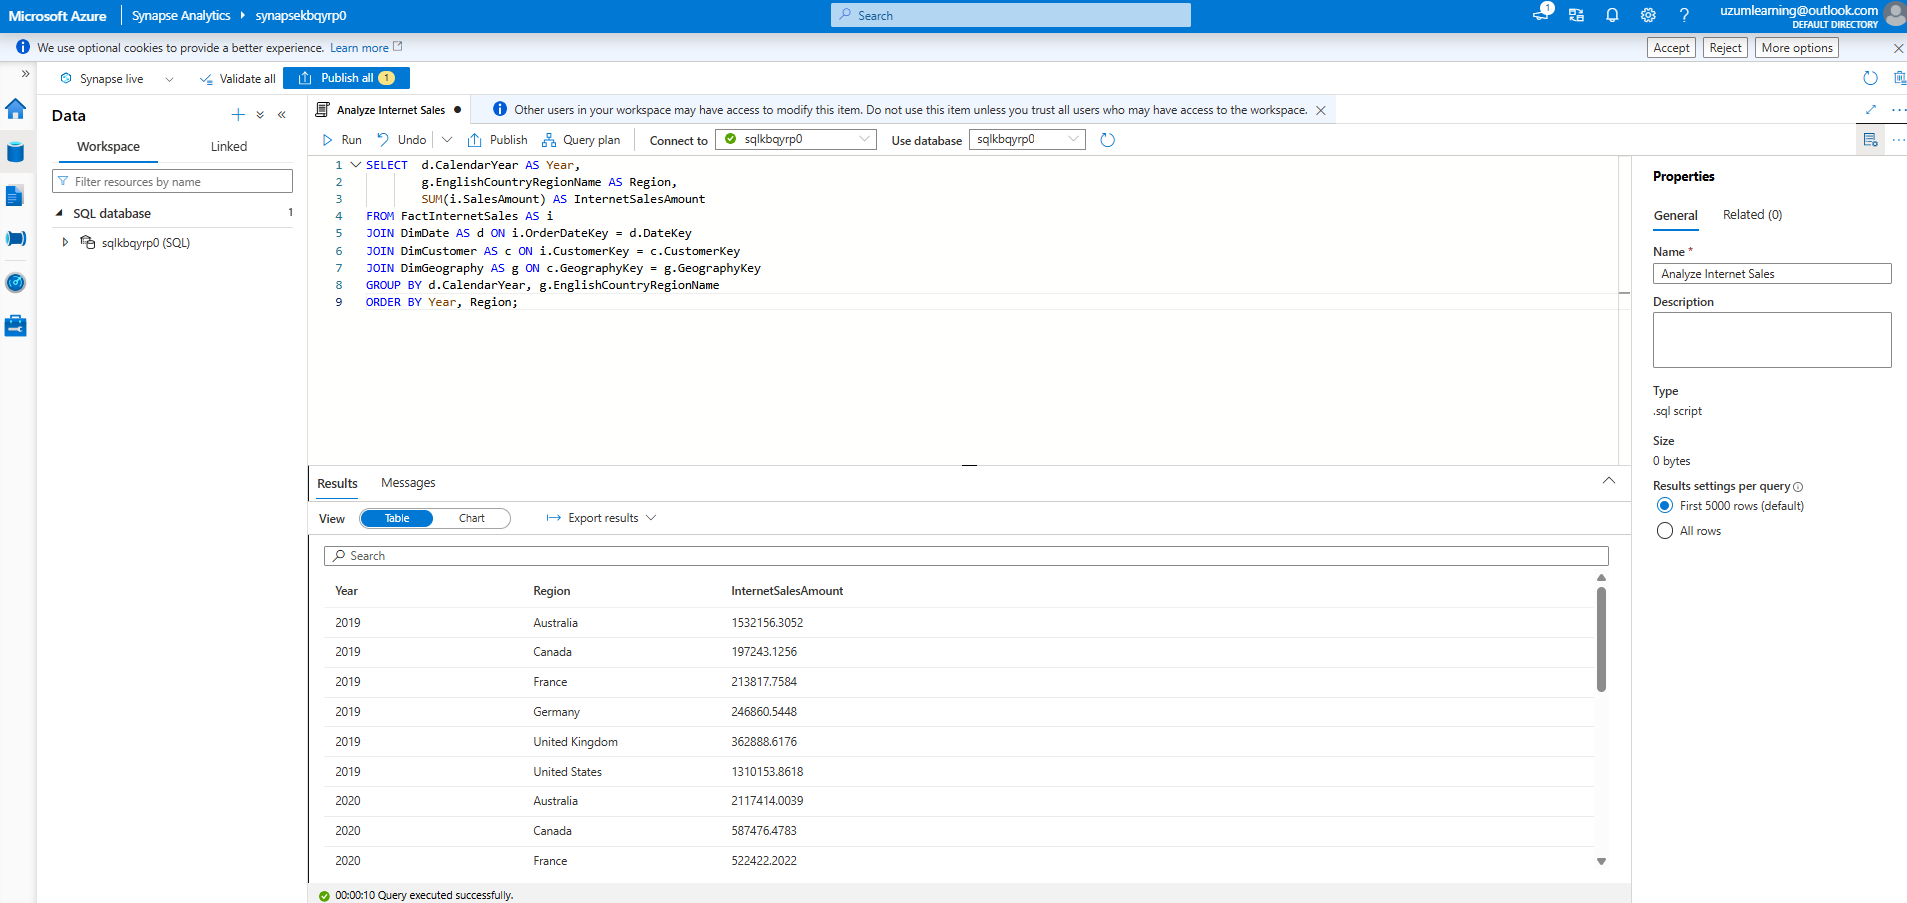 Microsoft Azure Synapse Analytics synapsekbqyrp0 Search 1 ? uzumlearning@outlook.com
DEFAULT DIRECTORY
We use optional cookies to provide a better experience. Learn more Accept Reject More options
Synapse live Validate all Publish all 1
Data
Workspace Linked
Filter resources by name
SQL database 1
sqlkbqyrp0 (SQL)
Analyze Internet Sales Other users in your workspace may have access to modify this item. Do not use this item unless you trust all users who may have access to the workspace.
Run Undo Publish Query plan Connect to sqlkbqyrp0 Use database sqlkbqyrp0
1 SELECT d.CalendarYear AS Year,
2 g.EnglishCountryRegionName AS Region,
3 SUM(i.SalesAmount) AS InternetSalesAmount
4 FROM FactInternetSales AS i
5 JOIN DimDate AS d ON i.OrderDateKey = d.DateKey
6 JOIN DimCustomer AS c ON i.CustomerKey = c.CustomerKey
7 JOIN DimGeography AS g ON c.GeographyKey = g.GeographyKey
8 GROUP BY d.CalendarYear, g.EnglishCountryRegionName
9 ORDER BY Year, Region;
Results Messages
View Table Chart Export results
Search
Year Region InternetSalesAmount
2019 Australia 1532156.3052
2019 Canada 197243.1256
2019 France 213817.7584
2019 Germany 246860.5448
2019 United Kingdom 362888.6176
2019 United States 1310153.8618
2020 Australia 2117414.0039
2020 Canada 587476.4783
2020 France 522422.2022
00:00:10 Query executed successfully.
Properties
General Related (0)
Name *
Analyze Internet Sales
Description
Type
.sql script
Size
0 bytes
Results settings per query
First 5000 rows (default)
All rows